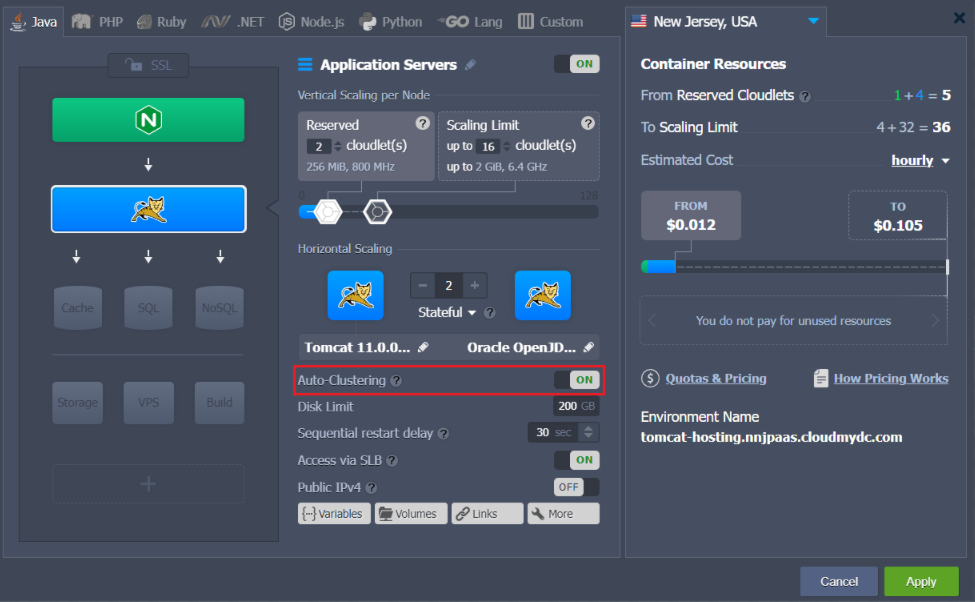 Java
PHP
Ruby
.NET
Node.js
Python
GO Lang
Custom
New Jersey, USA
SSL
N
Cache
SQL
NoSQL
Storage
VPS
Build
Application Servers
ON
Vertical Scaling per Node
Reserved ?
2 cloudlet(s)
256 MiB, 800 MHz
Scaling Limit ?
up to 16 cloudlet(s)
up to 2 GiB, 6.4 GHz
0
128
Horizontal Scaling
− 2 +
Stateful ?
Tomcat 11.0.0...
Oracle OpenJD...
Auto-Clustering ? ON
Disk Limit 200 GB
Sequential restart delay ? 30 sec
Access via SLB ? ON
Public IPv4 ? OFF
{...} Variables
Volumes
Links
More
Container Resources
From Reserved Cloudlets ? 1 + 4 = 5
To Scaling Limit 4 + 32 = 36
Estimated Cost hourly
FROM
$0.012
TO
$0.105
You do not pay for unused resources
$ Quotas & Pricing
How Pricing Works
Environment Name
tomcat-hosting.nnjpaas.cloudmydc.com
Cancel
Apply